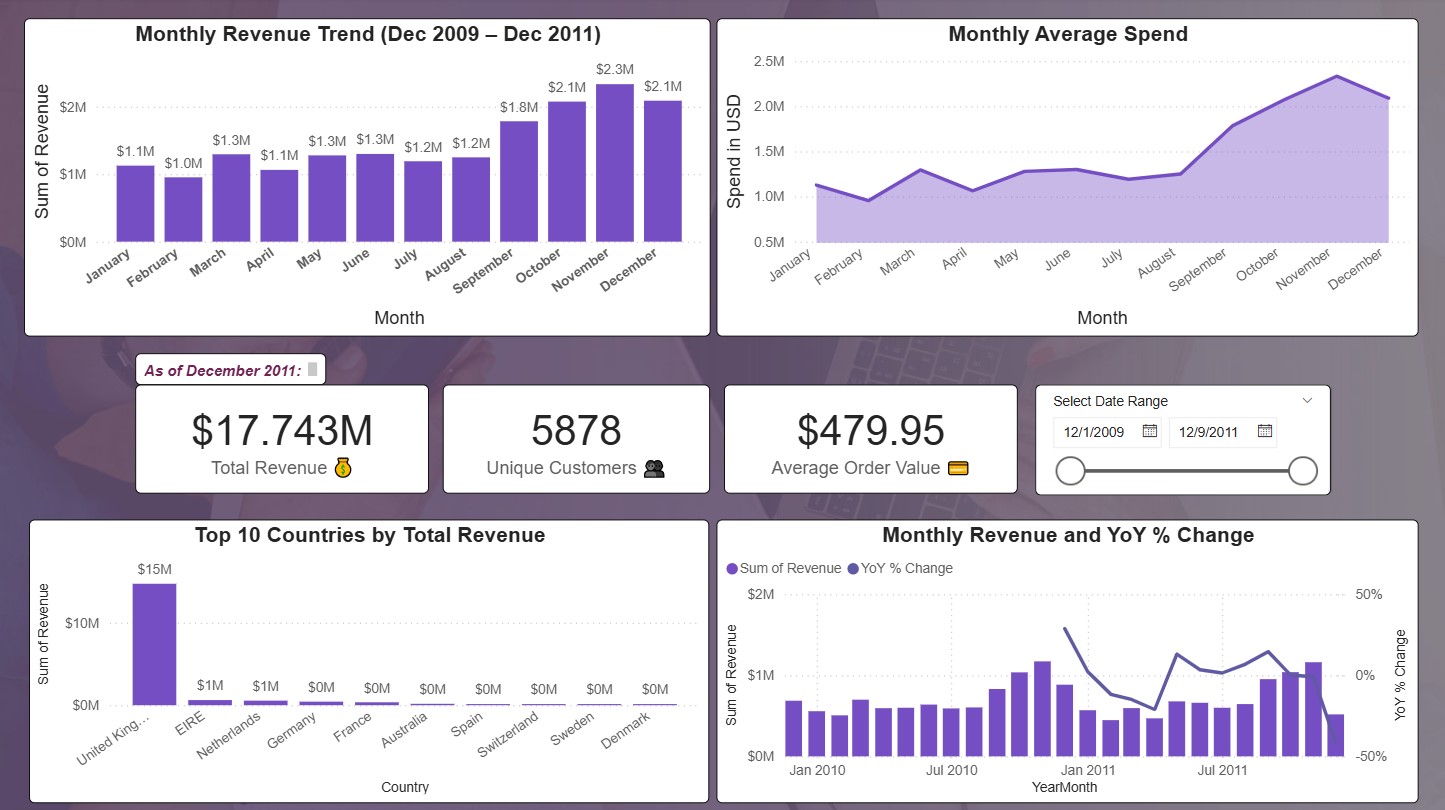 Monthly Revenue Trend (Dec 2009 – Dec 2011)
Sum of Revenue
$2M
$1M
$0M
$1.1M
$1.0M
$1.3M
$1.1M
$1.3M
$1.3M
$1.2M
$1.2M
$1.8M
$2.1M
$2.3M
$2.1M
January
February
March
April
May
June
July
August
September
October
November
December
Month
Monthly Average Spend
Spend in USD
2.5M
2.0M
1.5M
1.0M
0.5M
January
February
March
April
May
June
July
August
September
October
November
December
Month
As of December 2011:
$17.743M
Total Revenue
5878
Unique Customers
$479.95
Average Order Value
Select Date Range
12/1/2009
12/9/2011
Top 10 Countries by Total Revenue
Sum of Revenue
$10M
$0M
$15M
$1M
$1M
$0M
$0M
$0M
$0M
$0M
$0M
$0M
United King...
EIRE
Netherlands
Germany
France
Australia
Spain
Switzerland
Sweden
Denmark
Country
Monthly Revenue and YoY % Change
Sum of Revenue
YoY % Change
Sum of Revenue
$2M
$1M
$0M
50%
0%
-50%
YoY % Change
Jan 2010
Jul 2010
Jan 2011
Jul 2011
YearMonth